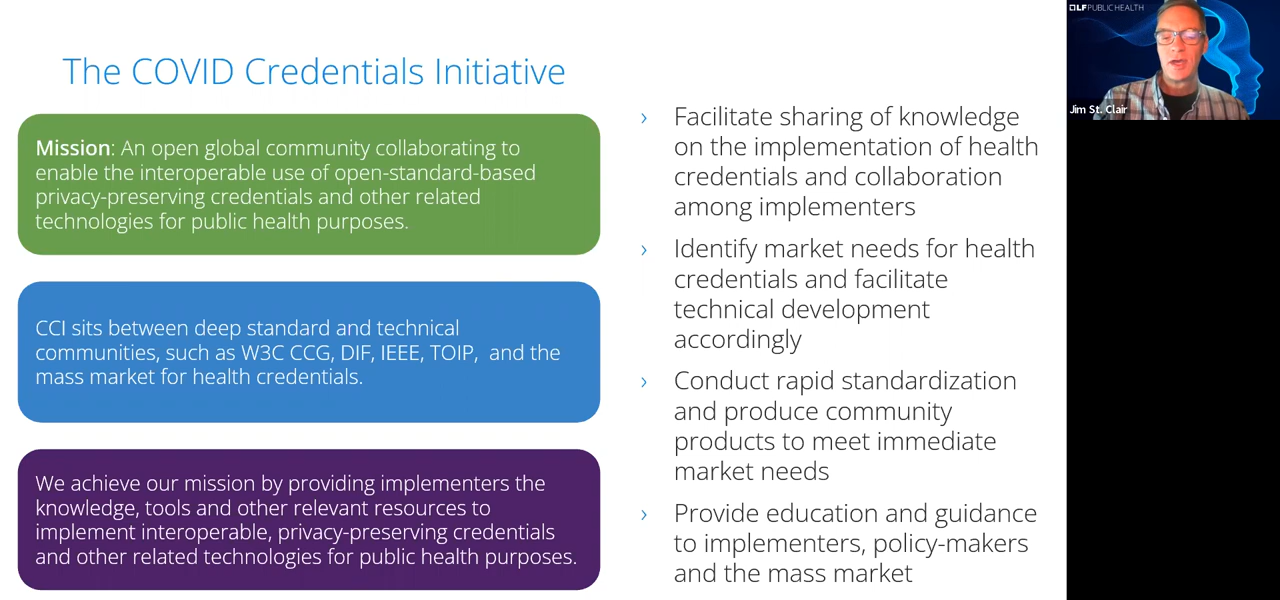 The COVID Credentials Initiative
Mission: An open global community collaborating to
enable the interoperable use of open-standard-based
privacy-preserving credentials and other related
technologies for public health purposes.
CCI sits between deep standard and technical
communities, such as W3C CCG, DIF, IEEE, TOIP,  and the
mass market for health credentials.
We achieve our mission by providing implementers the
knowledge, tools and other relevant resources to
implement interoperable, privacy-preserving credentials
and other related technologies for public health purposes.
› Facilitate sharing of knowledge
on the implementation of health
credentials and collaboration
among implementers
› Identify market needs for health
credentials and facilitate
technical development
accordingly
› Conduct rapid standardization
and produce community
products to meet immediate
market needs
› Provide education and guidance
to implementers, policy-makers
and the mass market
LFPUBLICHEALTH
Jim St. Clair